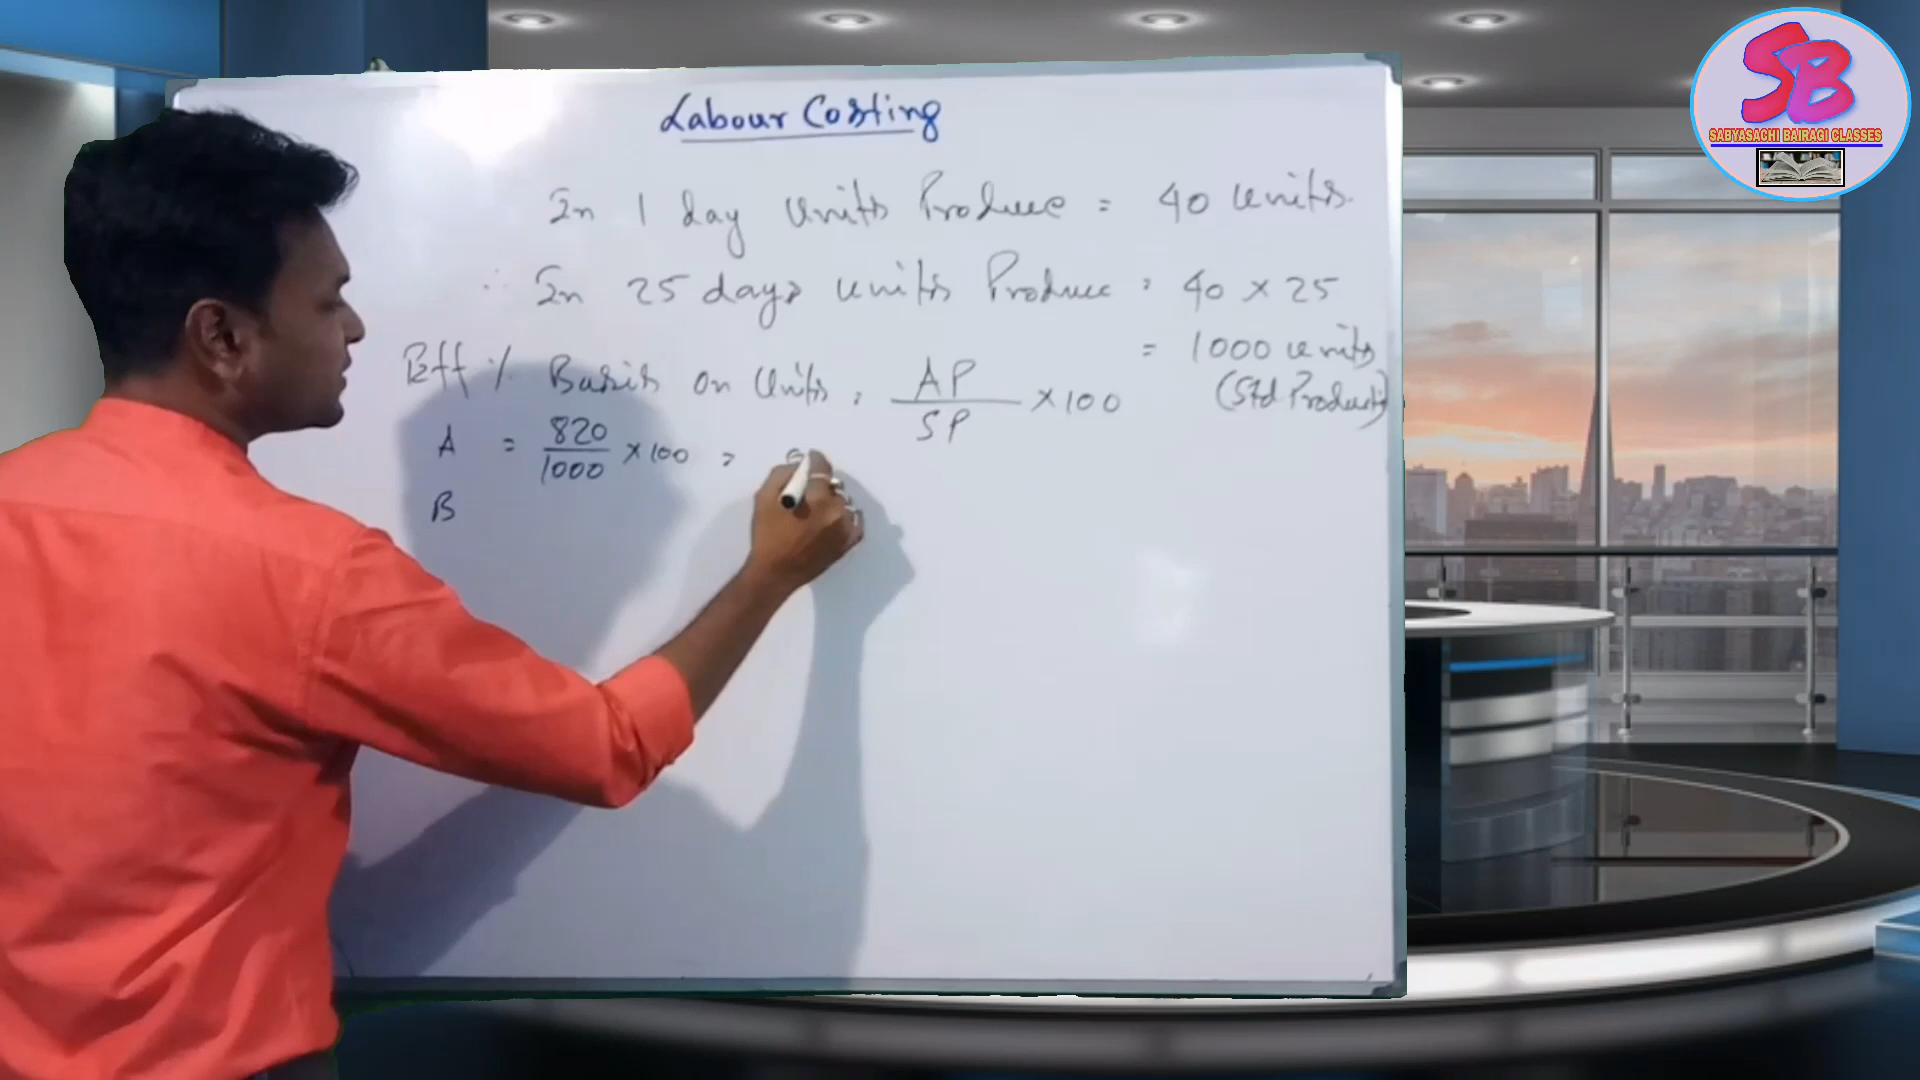 Labour Costing
In 1 day units Produce = 40 units.
∴ In 25 days units Produce = 40 × 25
= 1000 units
(Std Product
Eff % Basis on Units = AP / SP × 100
A = 820 / 1000 × 100 =
B
SB
SABYASACHI BAIRAGI CLASSES